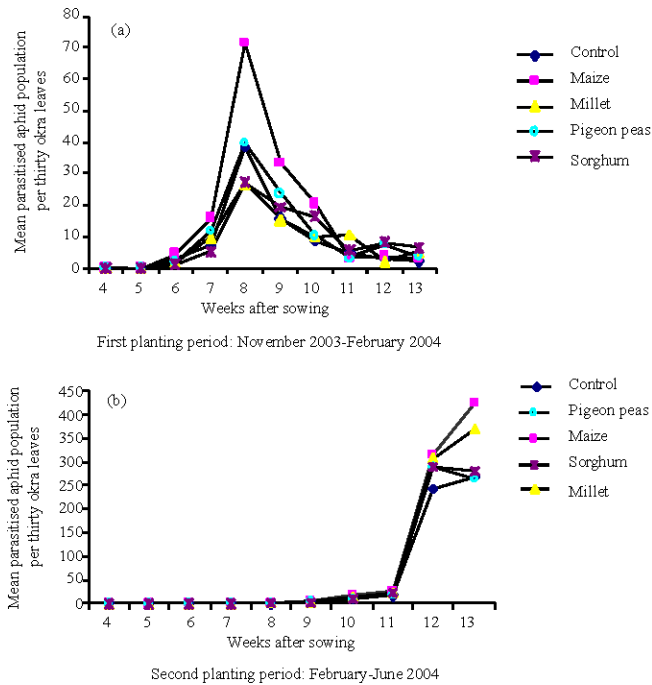 80
70
60
50
40
30
20
10
0
Mean parasitised aphid population
per thirty okra leaves
(a)
Control
Maize
Millet
Pigeon peas
Sorghum
4 5 6 7 8 9 10 11 12 13
Weeks after sowing
First planting period: November 2003-February 2004
450
400
350
300
250
200
150
100
50
0
Mean parasitised aphid population
per thirty okra leaves
(b)
Control
Pigeon peas
Maize
Sorghum
Millet
4 5 6 7 8 9 10 11 12 13
Weeks after sowing
Second planting period: February-June 2004